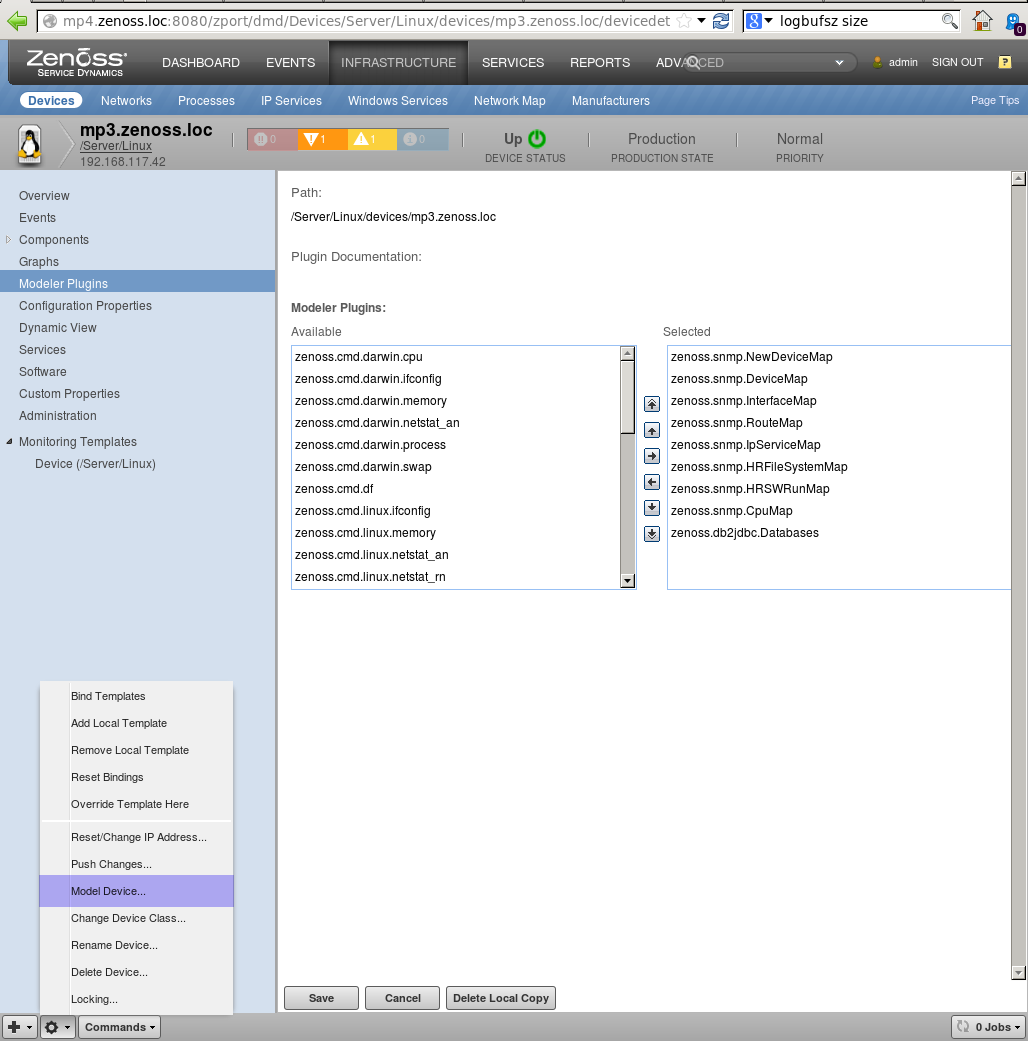 mp4.zenoss.loc:8080/zport/dmd/Devices/Server/Linux/devices/mp3.zenoss.loc/devicedet
8 logbufsz size
0
Zenoss
SERVICE DYNAMICS
DASHBOARD EVENTS INFRASTRUCTURE SERVICES REPORTS ADVANCED
admin SIGN OUT ?
Devices Networks Processes IP Services Windows Services Network Map Manufacturers Page Tips
mp3.zenoss.loc
/Server/Linux
192.168.117.42
0 1 1 0
Up
DEVICE STATUS
Production
PRODUCTION STATE
Normal
PRIORITY
Overview
Events
Components
Graphs
Modeler Plugins
Configuration Properties
Dynamic View
Services
Software
Custom Properties
Administration
Monitoring Templates
Device (/Server/Linux)
Path:
/Server/Linux/devices/mp3.zenoss.loc
Plugin Documentation:
Modeler Plugins:
Available
zenoss.cmd.darwin.cpu
zenoss.cmd.darwin.ifconfig
zenoss.cmd.darwin.memory
zenoss.cmd.darwin.netstat_an
zenoss.cmd.darwin.process
zenoss.cmd.darwin.swap
zenoss.cmd.df
zenoss.cmd.linux.ifconfig
zenoss.cmd.linux.memory
zenoss.cmd.linux.netstat_an
zenoss.cmd.linux.netstat_rn
Selected
zenoss.snmp.NewDeviceMap
zenoss.snmp.DeviceMap
zenoss.snmp.InterfaceMap
zenoss.snmp.RouteMap
zenoss.snmp.IpServiceMap
zenoss.snmp.HRFileSystemMap
zenoss.snmp.HRSWRunMap
zenoss.snmp.CpuMap
zenoss.db2jdbc.Databases
Bind Templates
Add Local Template
Remove Local Template
Reset Bindings
Override Template Here
Reset/Change IP Address...
Push Changes...
Model Device...
Change Device Class...
Rename Device...
Delete Device...
Locking...
Save Cancel Delete Local Copy
Commands
0 Jobs